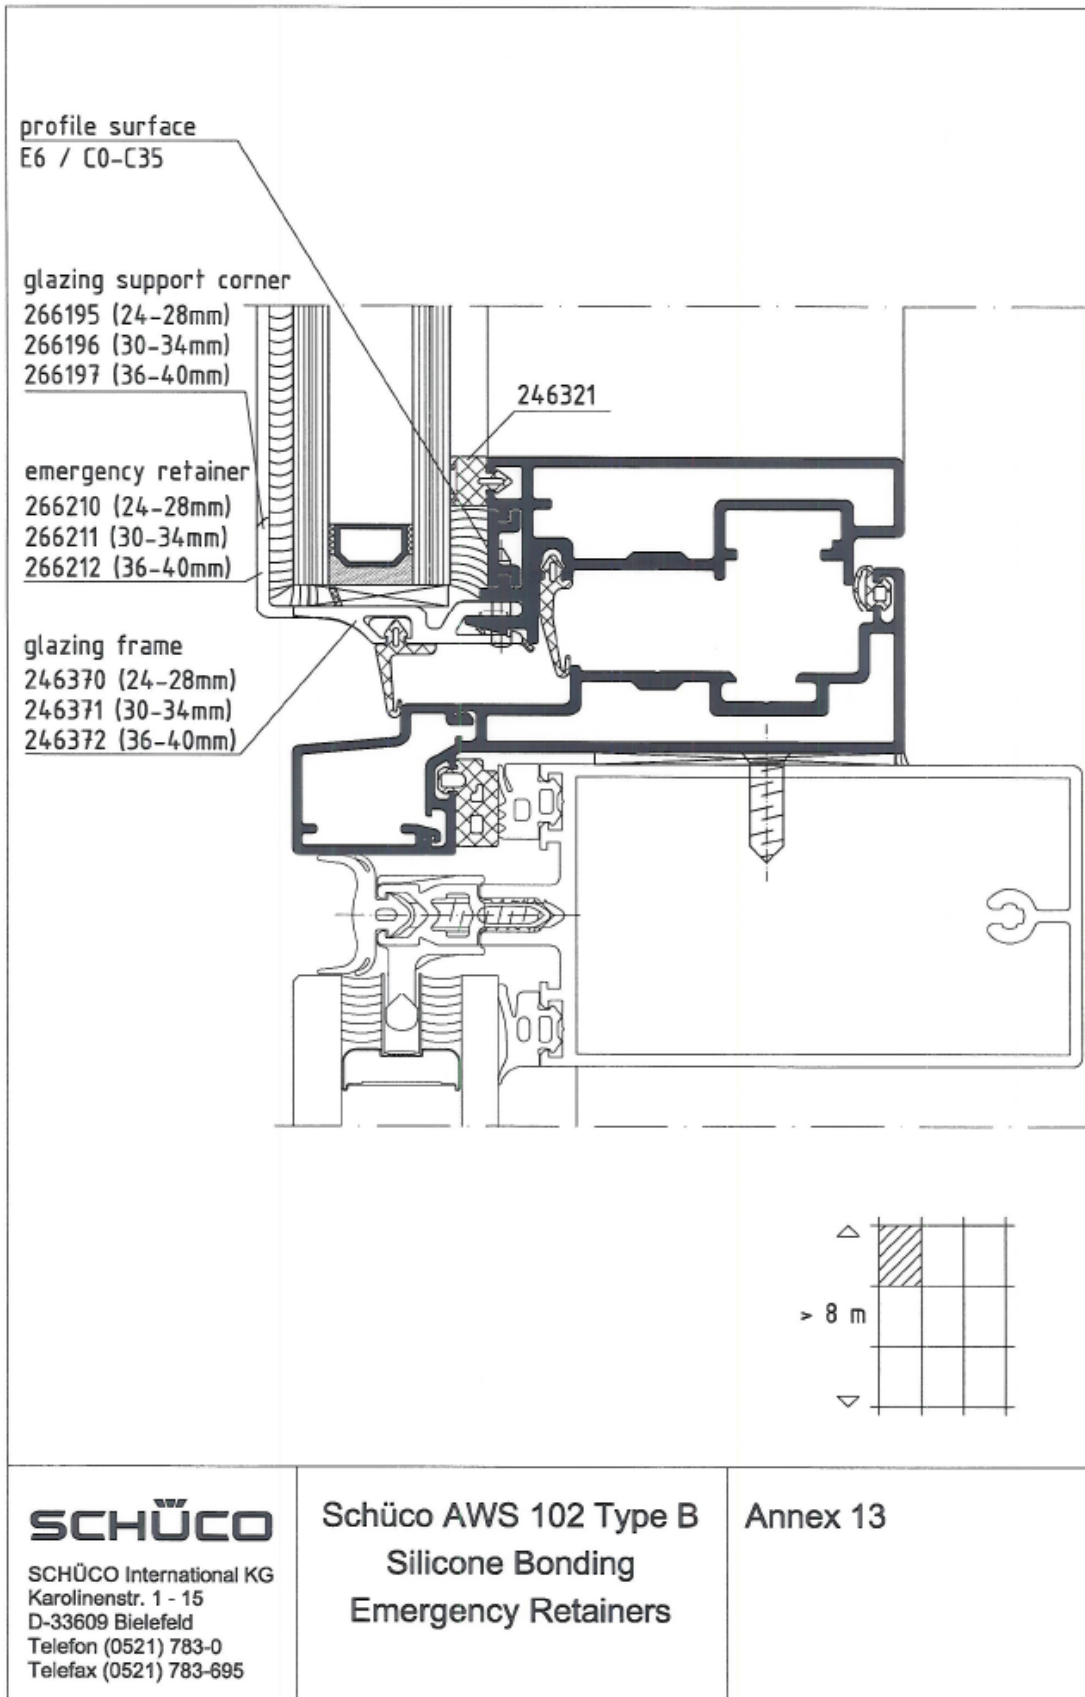 profile surface
E6 / C0-C35
glazing support corner
266195 (24-28mm)
266196 (30-34mm)
266197 (36-40mm)
246321
emergency retainer
266210 (24-28mm)
266211 (30-34mm)
266212 (36-40mm)
glazing frame
246370 (24-28mm)
246371 (30-34mm)
246372 (36-40mm)
> 8 m
SCHÜCO
SCHÜCO International KG
Karolinenstr. 1 - 15
D-33609 Bielefeld
Telefon (0521) 783-0
Telefax (0521) 783-695
Schüco AWS 102 Type B
Silicone Bonding
Emergency Retainers
Annex 13